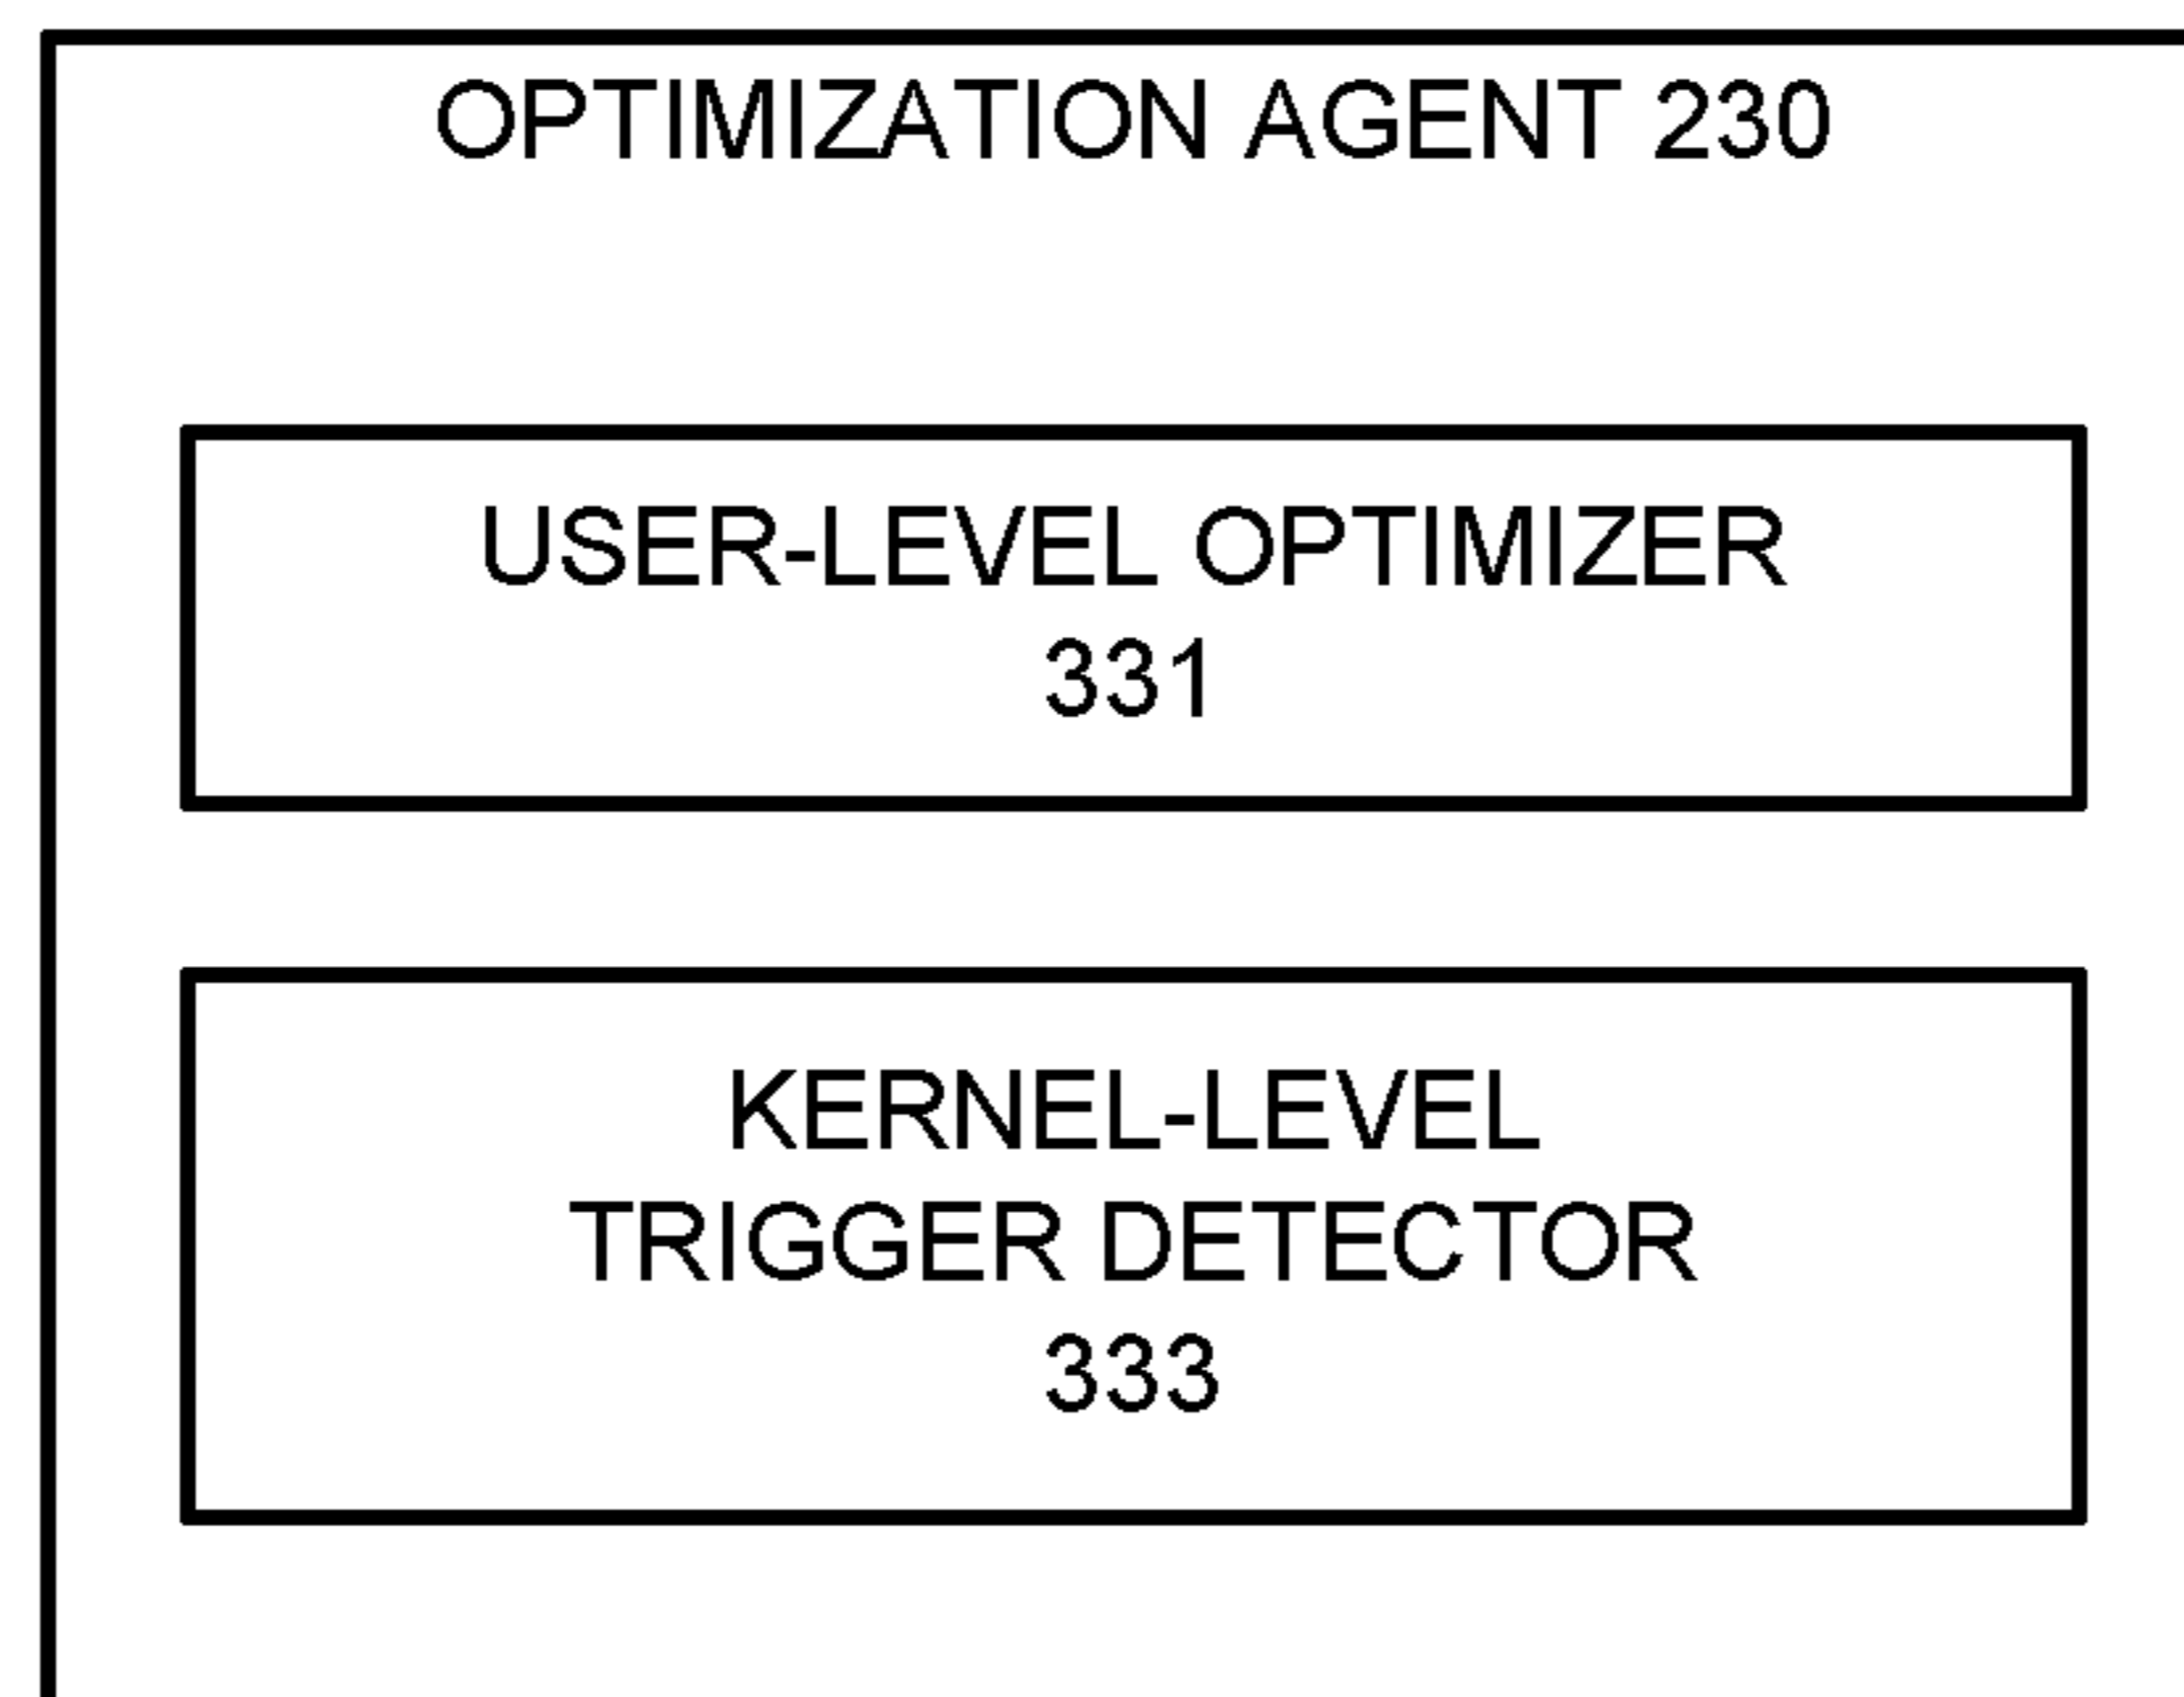 OPTIMIZATION AGENT 230
USER-LEVEL OPTIMIZER
331
KERNEL-LEVEL
TRIGGER DETECTOR
333